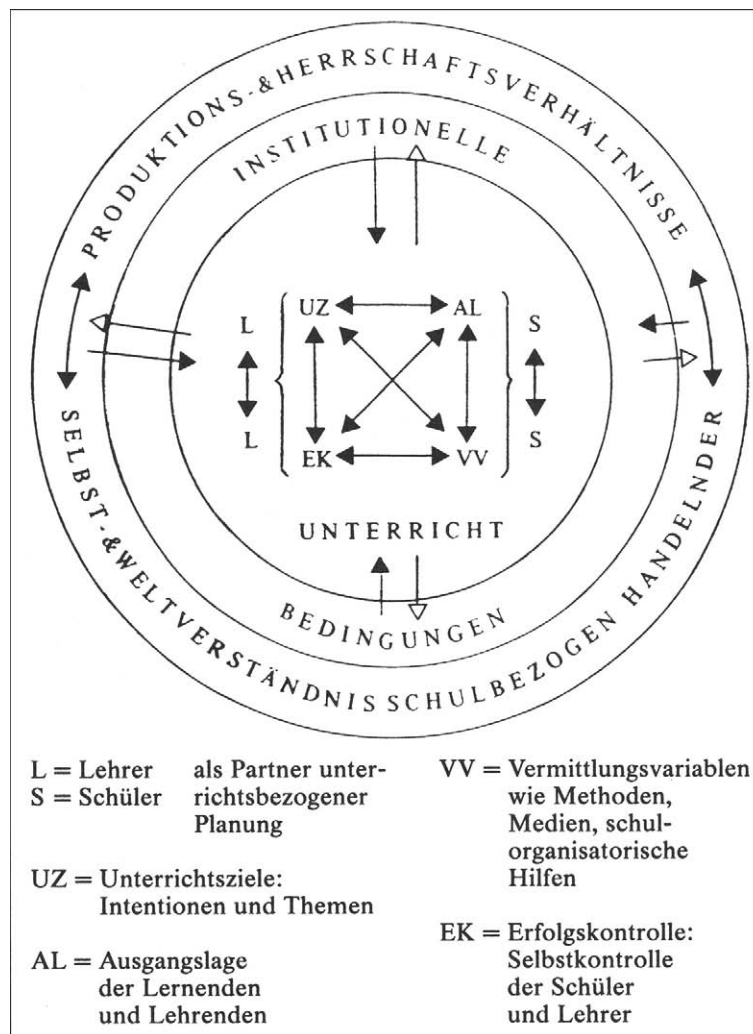 PRODUKTIONS-&HERRSCHAFTSVERHÄLTNISSE
INSTITUTIONELLE
UZ AL
L S
L S
EK VV
UNTERRICHT
BEDINGUNGEN
SELBST-&WELTVERSTÄNDNIS SCHULBEZOGEN HANDELNDER
L = Lehrer als Partner unter-
S = Schüler richtsbezogener
Planung
UZ = Unterrichtsziele:
Intentionen und Themen
AL = Ausgangslage
der Lernenden
und Lehrenden
VV = Vermittlungsvariablen
wie Methoden,
Medien, schul-
organisatorische
Hilfen
EK = Erfolgskontrolle:
Selbstkontrolle
der Schüler
und Lehrer